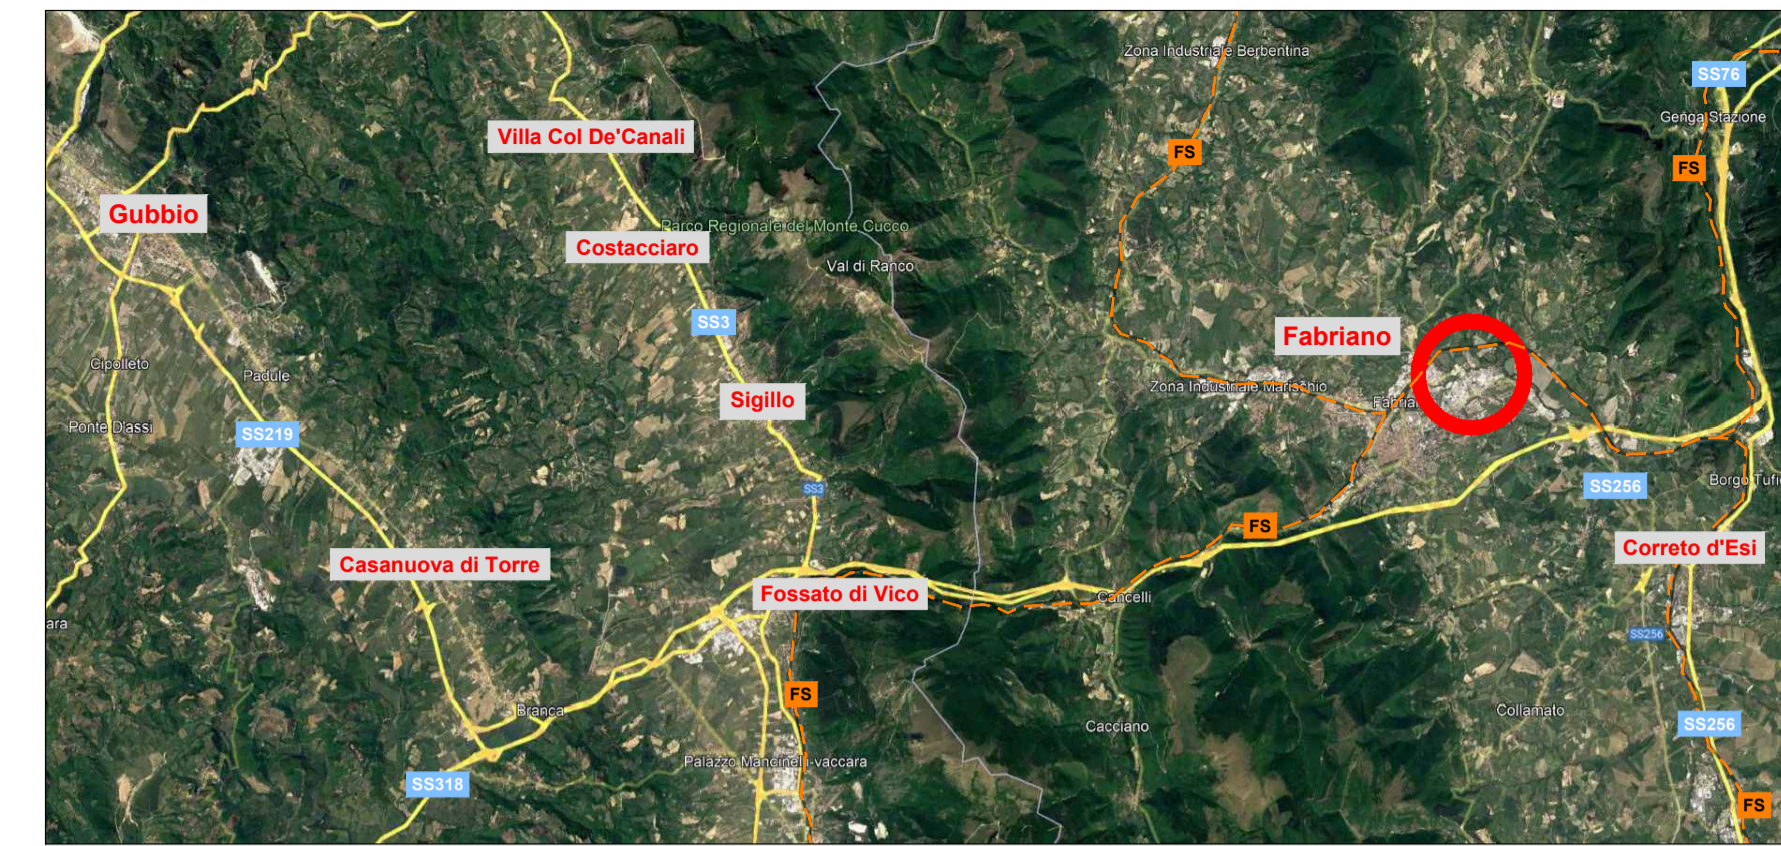 Zona Industriale Berbentina
SS76
Genga Stazione
Villa Col De'Canali
FS
FS
Gubbio
Parco Regionale del Monte Cucco
Costacciaro
Val di Ranco
SS3
Fabriano
Cipolleto
Padule
Zona Industriale Marischio
Sigillo
Ponte D'assi
SS219
SS3
SS256
Borgo Tufi
FS
Correto d'Esi
Casanuova di Torre
Fossato di Vico
Cancelli
ara
SS256
FS
Branca
Collamato
Cacciano
SS256
Palazzo Mancinelli-vaccara
SS318
FS